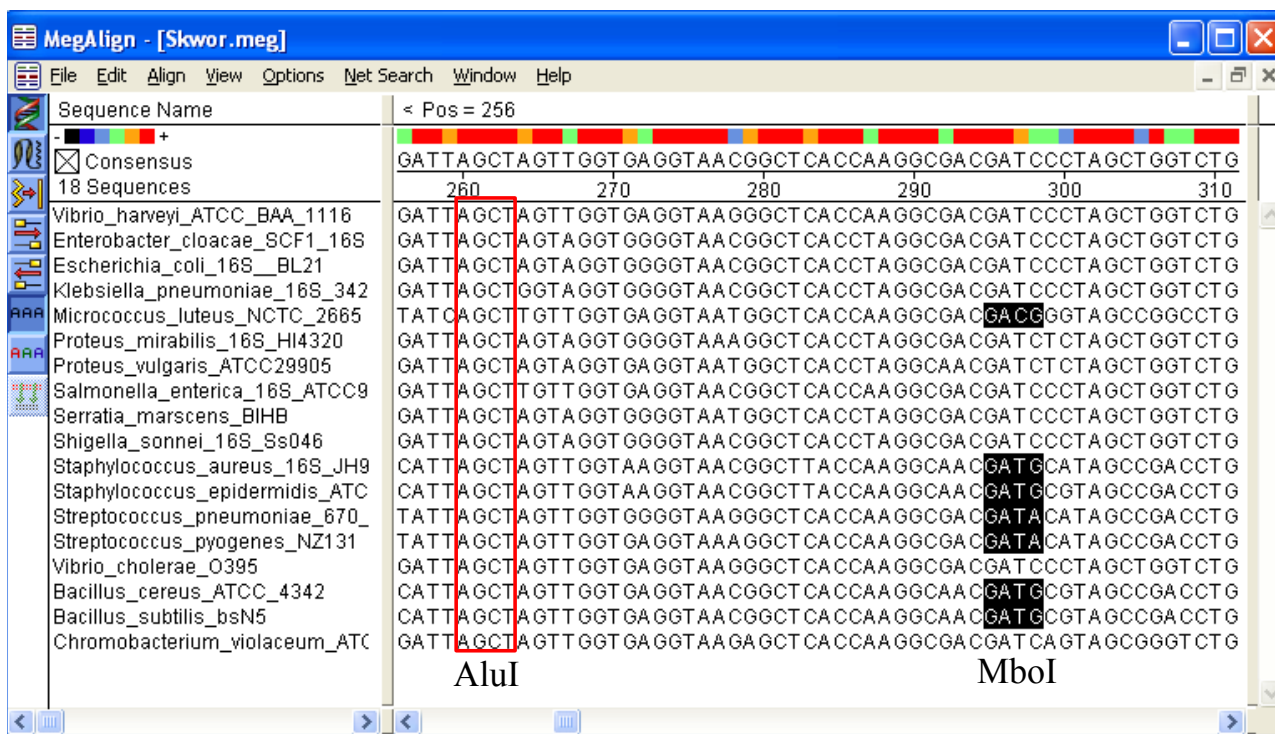 MegAlign - [Skwor.meg]
File Edit Align View Options Net Search Window Help
Sequence Name < Pos = 256
- +
Consensus GATTAGCTAGTTGGTGAGGTAACGGCTCACCAAGGCGACGATCCCTAGCTGGTCTG
18 Sequences 260 270 280 290 300 310
Vibrio_harveyi_ATCC_BAA_1116 GATTAGCTAGTTGGTGAGGTAAGGGCTCACCAAGGCGACGATCCCTAGCTGGTCTG
Enterobacter_cloacae_SCF1_16S GATTAGCTAGTAGGTGGGGTAACGGCTCACCTAGGCGACGATCCCTAGCTGGTCTG
Escherichia_coli_16S__BL21 GATTAGCTAGTAGGTGGGGTAACGGCTCACCTAGGCGACGATCCCTAGCTGGTCTG
Klebsiella_pneumoniae_16S_342 GATTAGCTGGTAGGTGGGGTAACGGCTCACCTAGGCGACGATCCCTAGCTGGTCTG
Micrococcus_luteus_NCTC_2665 TATCAGCTTGTTGGTGAGGTAATGGCTCACCAAGGCGACGACGGGTAGCCGGCCTG
Proteus_mirabilis_16S_HI4320 GATTAGCTAGTAGGTGAGGTAACGGCTCACCTAGGCGACGATCTCTAGCTGGTCTG
Proteus_vulgaris_ATCC29905 GATTAGCTAGTAGGTGAGGTAAAGGCTCACCTAGGCAACGATCTCTAGCTGGTCTG
Salmonella_enterica_16S_ATCC9 GATTAGCTTGTTGGTGAGGTAACGGCTCACCAAGGCGACGATCCCTAGCTGGTCTG
Serratia_marscens_BIHB GATTAGCTAGTAGGTGGGGTAATGGCTCACCTAGGCGACGATCCCTAGCTGGTCTG
Shigella_sonnei_16S_Ss046 GATTAGCTAGTAGGTGGGGTAACGGCTCACCTAGGCGACGATCCCTAGCTGGTCTG
Staphylococcus_aureus_16S_JH9 CATTAGCTAGTTGGTAAGGTAACGGCTTACCAAGGCAACGATGCATAGCCGACCTG
Staphylococcus_epidermidis_ATC CATTAGCTAGTTGGTAAGGTAACGGCTTACCAAGGCAACGATGCGTAGCCGACCTG
Streptococcus_pneumoniae_670_ TATTAGCTAGTTGGTGGGGTAAGGGCTCACCAAGGCGACGATACATAGCCGACCTG
Streptococcus_pyogenes_NZ131 TATTAGCTAGTTGGTGAGGTAAAGGCTCACCAAGGCGACGATACATAGCCGACCTG
Vibrio_cholerae_O395 GATTAGCTAGTTGGTGAGGTAAGGGCTCACCAAGGCGACGATCCCTAGCTGGTCTG
Bacillus_cereus_ATCC_4342 CATTAGCTAGTTGGTGAGGTAACGGCTCACCAAGGCAACGATGCGTAGCCGACCTG
Bacillus_subtilis_bsN5 CATTAGCTAGTTGGTGAGGTAACGGCTCACCAAGGCAACGATGCGTAGCCGACCTG
Chromobacterium_violaceum_ATC GATTAGCTAGTTGGTGAGGTAAGAGCTCACCAAGGCGACGATCAGTAGCGGGTCTG
AluI MboI